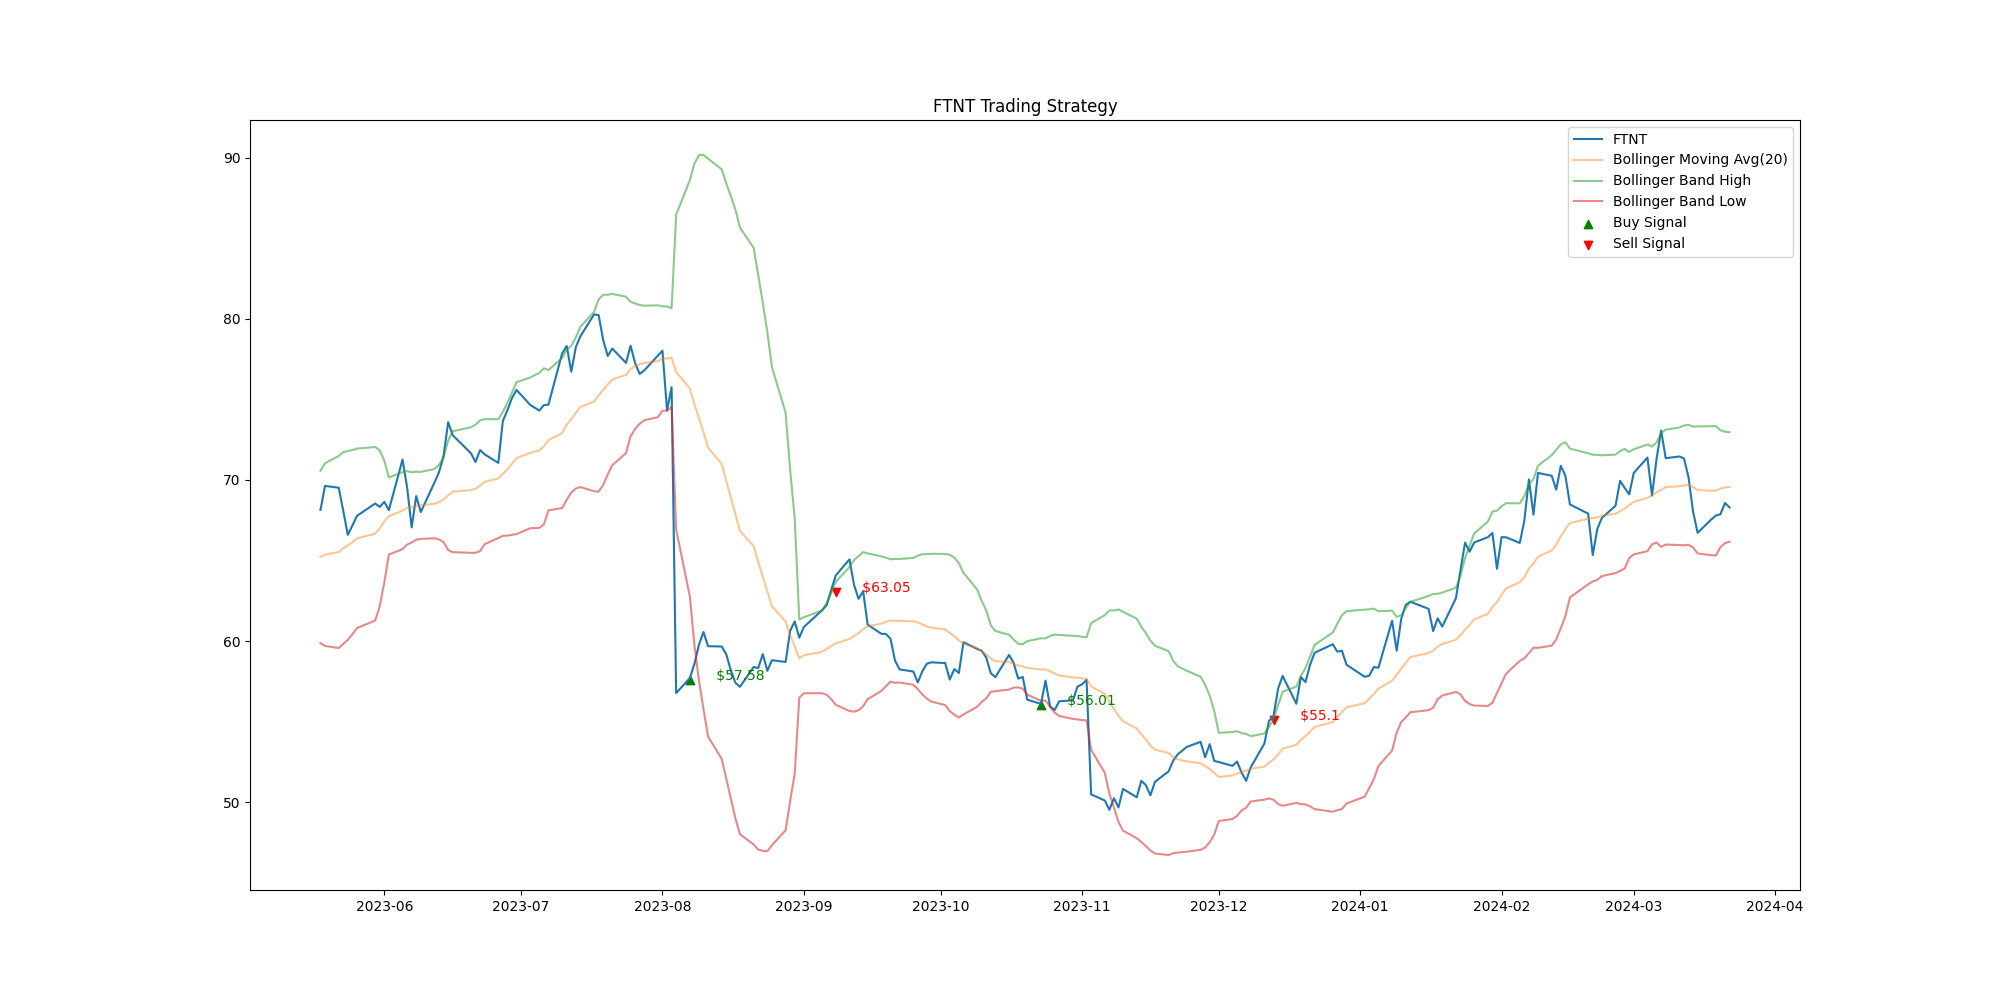 FTNT Trading Strategy
FTNT
Bollinger Moving Avg(20)
Bollinger Band High
Bollinger Band Low
Buy Signal
Sell Signal
90
80
70
60
50
$57.58
$63.05
$56.01
$55.1
2023-06 2023-07 2023-08 2023-09 2023-10 2023-11 2023-12 2024-01 2024-02 2024-03 2024-04